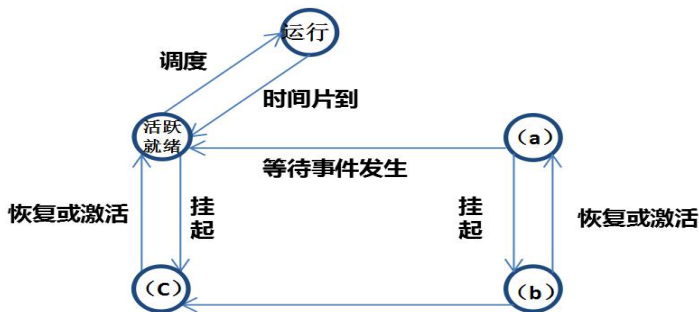 运行
调度
时间片到
活跃
就绪
（a）
等待事件发生
恢复或激活
挂
起
挂
起
恢复或激活
（C）
（b）